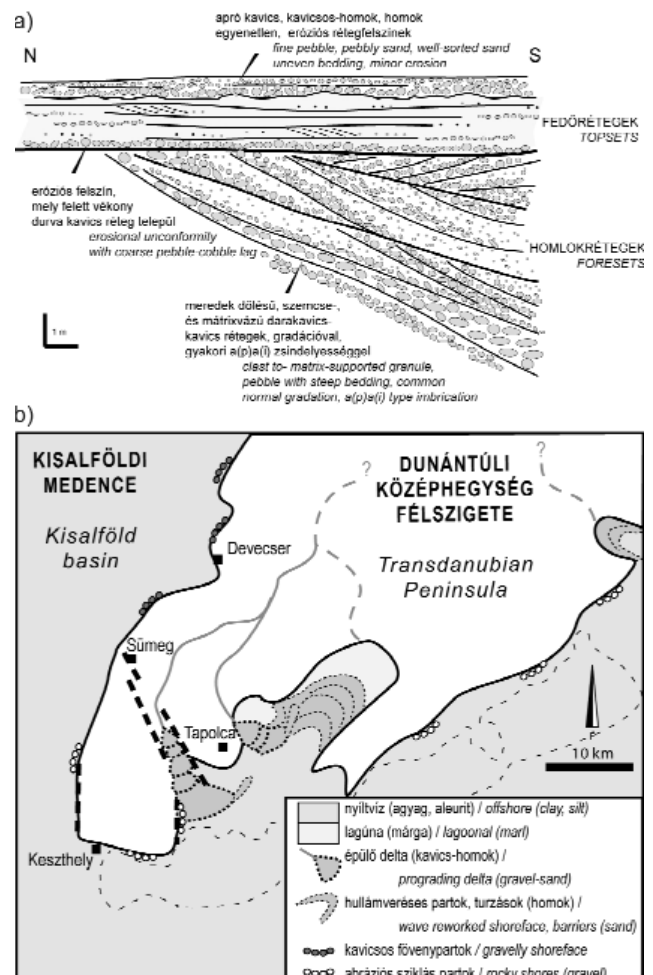 a)
apró kavics, kavicsos-homok, homok
egyenetlen, eróziós rétegfelszínek
fine pebble, pebbly sand, well-sorted sand
uneven bedding, minor erosion
N
S
FEDŐRÉTEGEK
TOPSETS
eróziós felszín,
mely felett vékony
durva kavics réteg települ
erosional unconformity
with coarse pebble-cobble lag
HOMLOKRÉTEGEK
FORESETS
1 m
meredek dőlésű, szemcse-,
és mátrixvázú darakavics-
kavics rétegek, gradációval,
gyakori a(p)a(i) zsindelyességgel
clast to- matrix-supported granule,
pebble with steep bedding, common
normal gradation, a(p)a(i) type imbrication
b)
KISALFÖLDI
MEDENCE
Kisalföld
basin
DUNÁNTÚLI
KÖZÉPHEGYSÉG
FÉLSZIGETE
Transdanubian
Peninsula
?
?
Devecser
Sümeg
Tapolca
Keszthely
10 km
nyíltvíz (agyag, aleurit) / offshore (clay, silt)
lagúna (márga) / lagoonal (marl)
épülő delta (kavics-homok) /
prograding delta (gravel-sand)
hullámveréses partok, turzások (homok) /
wave reworked shoreface, barriers (sand)
kavicsos fövenypartok / gravelly shoreface
abráziós sziklás partok / rocky shores (gravel)